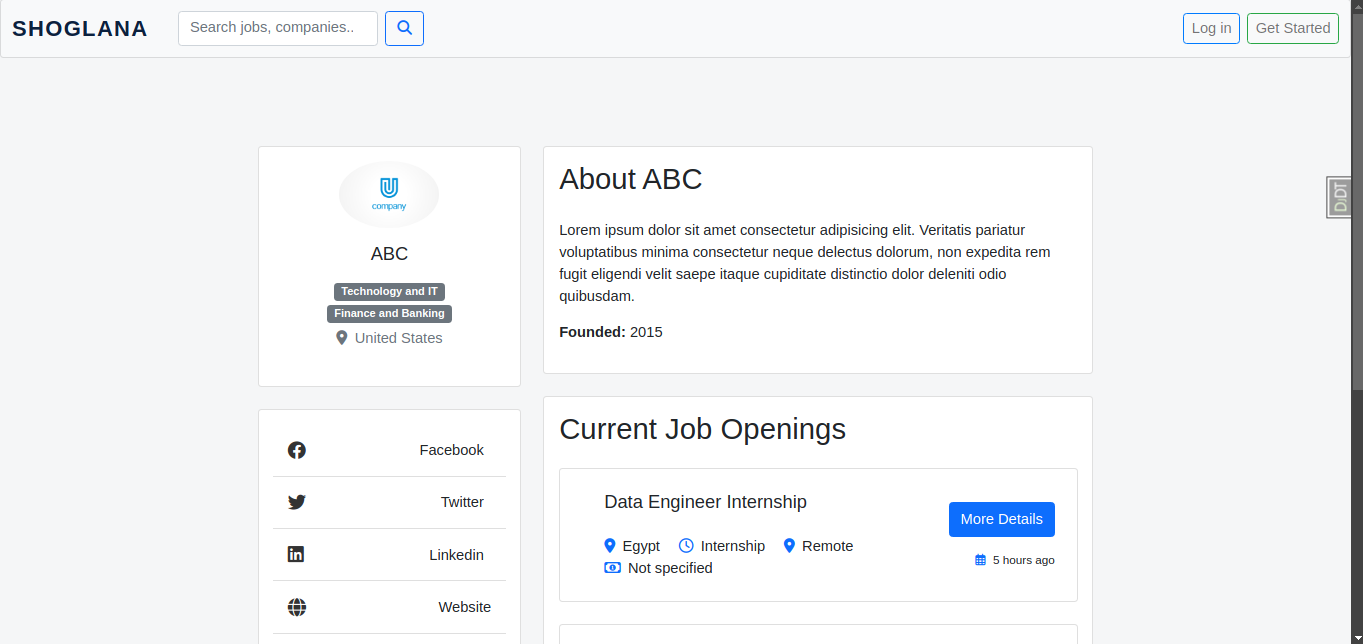 SHOGLANA
Search jobs, companies..
Log in
Get Started
company
ABC
Technology and IT
Finance and Banking
United States
Facebook
Twitter
Linkedin
Website
About ABC
Lorem ipsum dolor sit amet consectetur adipisicing elit. Veritatis pariatur
voluptatibus minima consectetur neque delectus dolorum, non expedita rem
fugit eligendi velit saepe itaque cupiditate distinctio dolor deleniti odio
quibusdam.
Founded: 2015
Current Job Openings
Data Engineer Internship
More Details
Egypt Internship Remote
Not specified
5 hours ago
DjDT